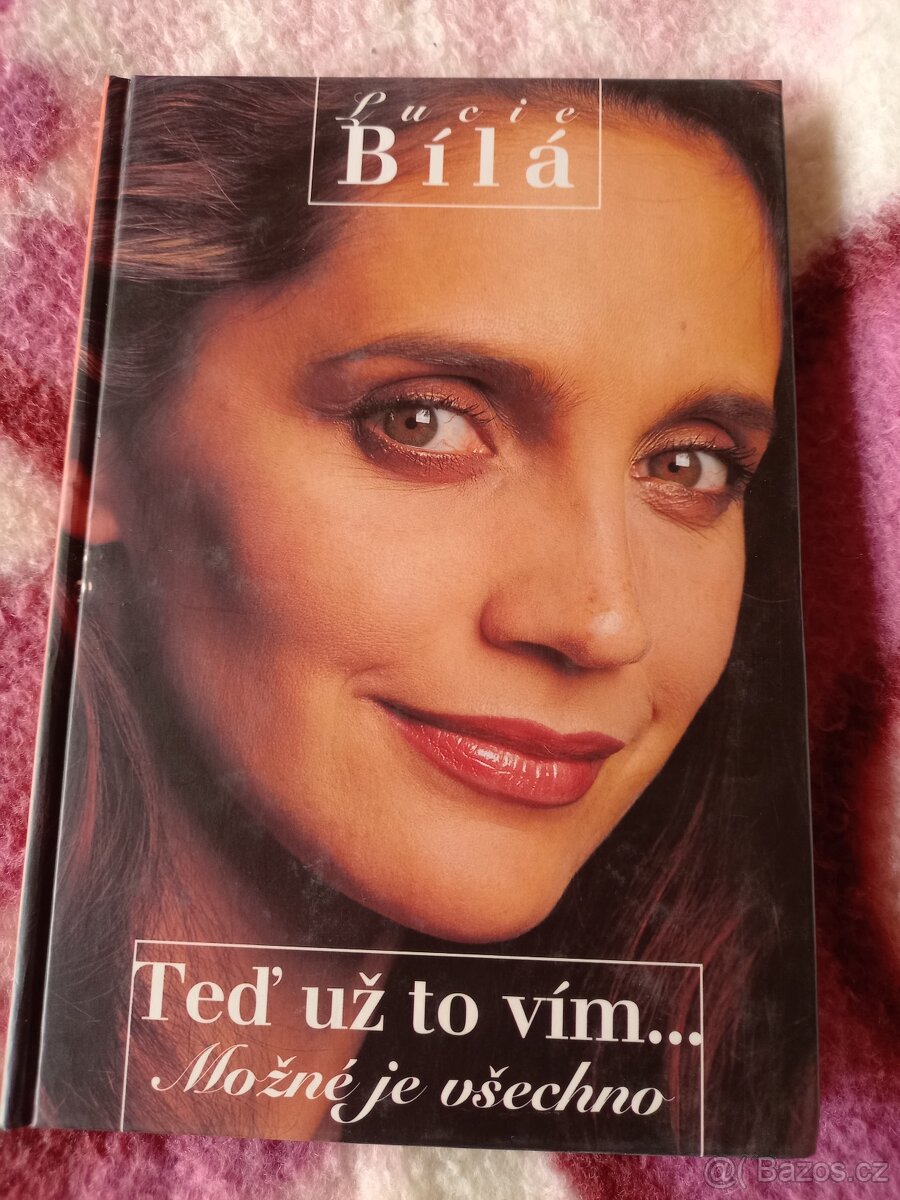 Lucie
Bílá
Teď už to vím...
Možné je všechno
@( Bazos.cz